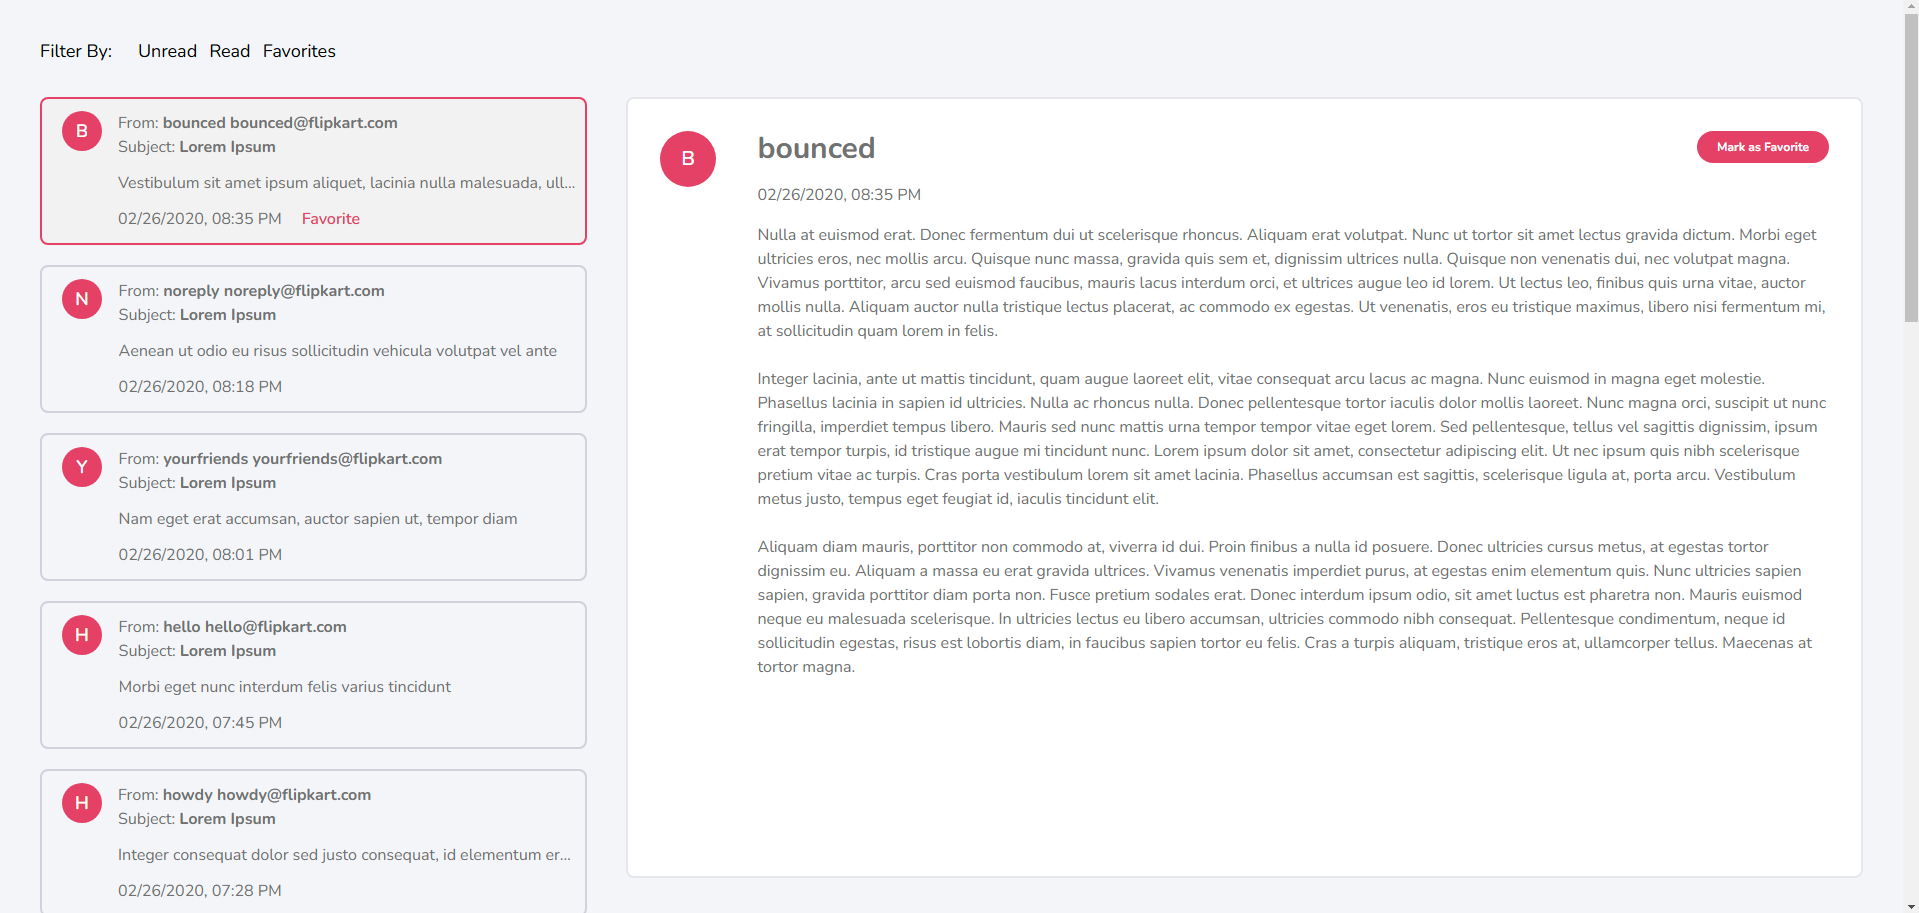 Filter By: Unread Read Favorites
B
From: bounced bounced@flipkart.com
Subject: Lorem Ipsum
Vestibulum sit amet ipsum aliquet, lacinia nulla malesuada, ull...
02/26/2020, 08:35 PM Favorite
N
From: noreply noreply@flipkart.com
Subject: Lorem Ipsum
Aenean ut odio eu risus sollicitudin vehicula volutpat vel ante
02/26/2020, 08:18 PM
Y
From: yourfriends yourfriends@flipkart.com
Subject: Lorem Ipsum
Nam eget erat accumsan, auctor sapien ut, tempor diam
02/26/2020, 08:01 PM
H
From: hello hello@flipkart.com
Subject: Lorem Ipsum
Morbi eget nunc interdum felis varius tincidunt
02/26/2020, 07:45 PM
H
From: howdy howdy@flipkart.com
Subject: Lorem Ipsum
Integer consequat dolor sed justo consequat, id elementum er...
02/26/2020, 07:28 PM
B
bounced
Mark as Favorite
02/26/2020, 08:35 PM
Nulla at euismod erat. Donec fermentum dui ut scelerisque rhoncus. Aliquam erat volutpat. Nunc ut tortor sit amet lectus gravida dictum. Morbi eget
ultricies eros, nec mollis arcu. Quisque nunc massa, gravida quis sem et, dignissim ultrices nulla. Quisque non venenatis dui, nec volutpat magna.
Vivamus porttitor, arcu sed euismod faucibus, mauris lacus interdum orci, et ultrices augue leo id lorem. Ut lectus leo, finibus quis urna vitae, auctor
mollis nulla. Aliquam auctor nulla tristique lectus placerat, ac commodo ex egestas. Ut venenatis, eros eu tristique maximus, libero nisi fermentum mi,
at sollicitudin quam lorem in felis.
Integer lacinia, ante ut mattis tincidunt, quam augue laoreet elit, vitae consequat arcu lacus ac magna. Nunc euismod in magna eget molestie.
Phasellus lacinia in sapien id ultricies. Nulla ac rhoncus nulla. Donec pellentesque tortor iaculis dolor mollis laoreet. Nunc magna orci, suscipit ut nunc
fringilla, imperdiet tempus libero. Mauris sed nunc mattis urna tempor tempor vitae eget lorem. Sed pellentesque, tellus vel sagittis dignissim, ipsum
erat tempor turpis, id tristique augue mi tincidunt nunc. Lorem ipsum dolor sit amet, consectetur adipiscing elit. Ut nec ipsum quis nibh scelerisque
pretium vitae ac turpis. Cras porta vestibulum lorem sit amet lacinia. Phasellus accumsan est sagittis, scelerisque ligula at, porta arcu. Vestibulum
metus justo, tempus eget feugiat id, iaculis tincidunt elit.
Aliquam diam mauris, porttitor non commodo at, viverra id dui. Proin finibus a nulla id posuere. Donec ultricies cursus metus, at egestas tortor
dignissim eu. Aliquam a massa eu erat gravida ultrices. Vivamus venenatis imperdiet purus, at egestas enim elementum quis. Nunc ultricies sapien
sapien, gravida porttitor diam porta non. Fusce pretium sodales erat. Donec interdum ipsum odio, sit amet luctus est pharetra non. Mauris euismod
neque eu malesuada scelerisque. In ultricies lectus eu libero accumsan, ultricies commodo nibh consequat. Pellentesque condimentum, neque id
sollicitudin egestas, risus est lobortis diam, in faucibus sapien tortor eu felis. Cras a turpis aliquam, tristique eros at, ullamcorper tellus. Maecenas at
tortor magna.